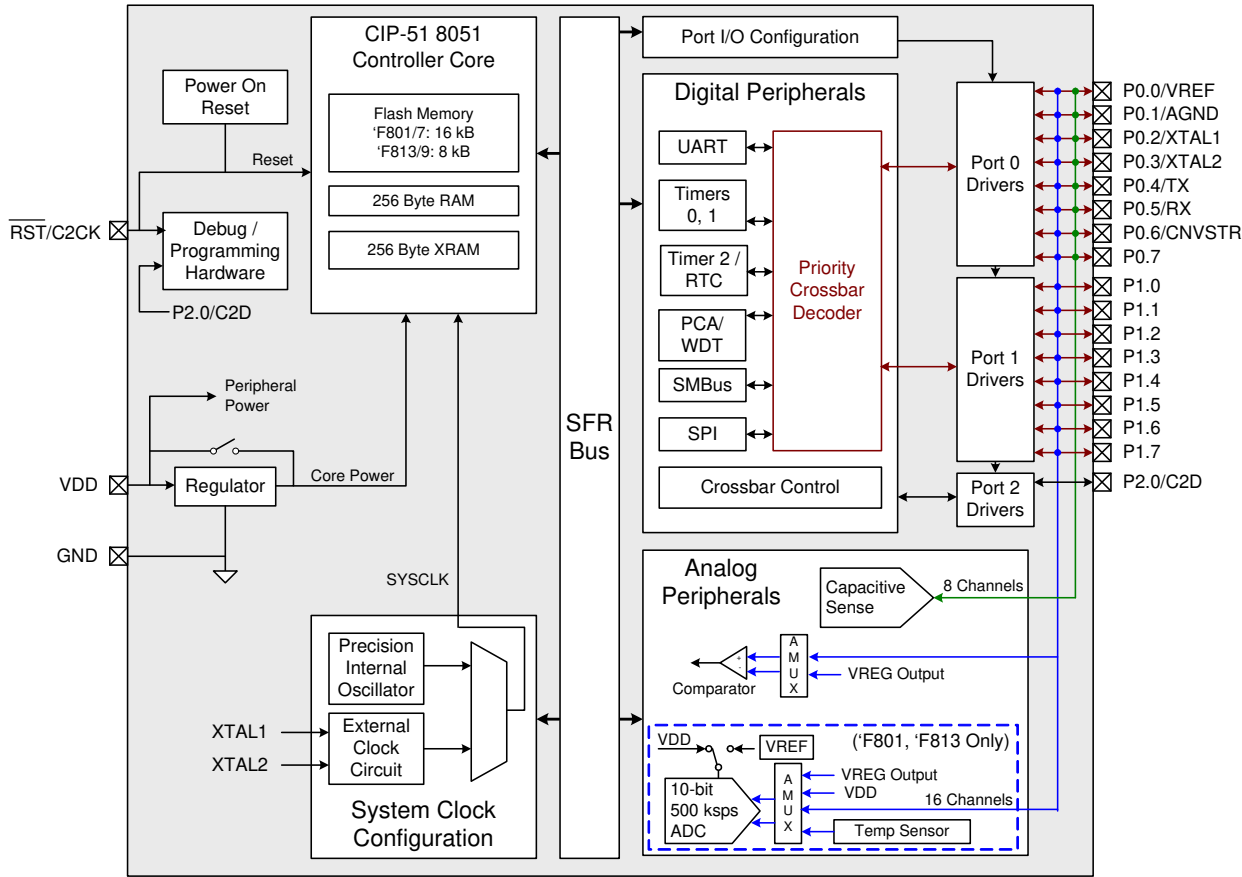 CIP-51 8051
Controller Core
Flash Memory
‘F801/7: 16 kB
‘F813/9: 8 kB
256 Byte RAM
256 Byte XRAM
Power On
Reset
Reset
RST/C2CK
Debug /
Programming
Hardware
P2.0/C2D
Peripheral
Power
VDD
Regulator
Core Power
GND
SYSCLK
Precision
Internal
Oscillator
XTAL1
XTAL2
External
Clock
Circuit
System Clock
Configuration
SFR
Bus
Port I/O Configuration
Digital Peripherals
UART
Timers
0, 1
Timer 2 /
RTC
PCA/
WDT
SMBus
SPI
Priority
Crossbar
Decoder
Crossbar Control
Port 0
Drivers
Port 1
Drivers
Port 2
Drivers
P0.0/VREF
P0.1/AGND
P0.2/XTAL1
P0.3/XTAL2
P0.4/TX
P0.5/RX
P0.6/CNVSTR
P0.7
P1.0
P1.1
P1.2
P1.3
P1.4
P1.5
P1.6
P1.7
P2.0/C2D
Analog
Peripherals
Capacitive
Sense
8 Channels
A
M
U
X
+
-
Comparator
VREG Output
(‘F801, ‘F813 Only)
VDD
VREF
10-bit
500 ksps
ADC
A
M
U
X
VREG Output
VDD
16 Channels
Temp Sensor